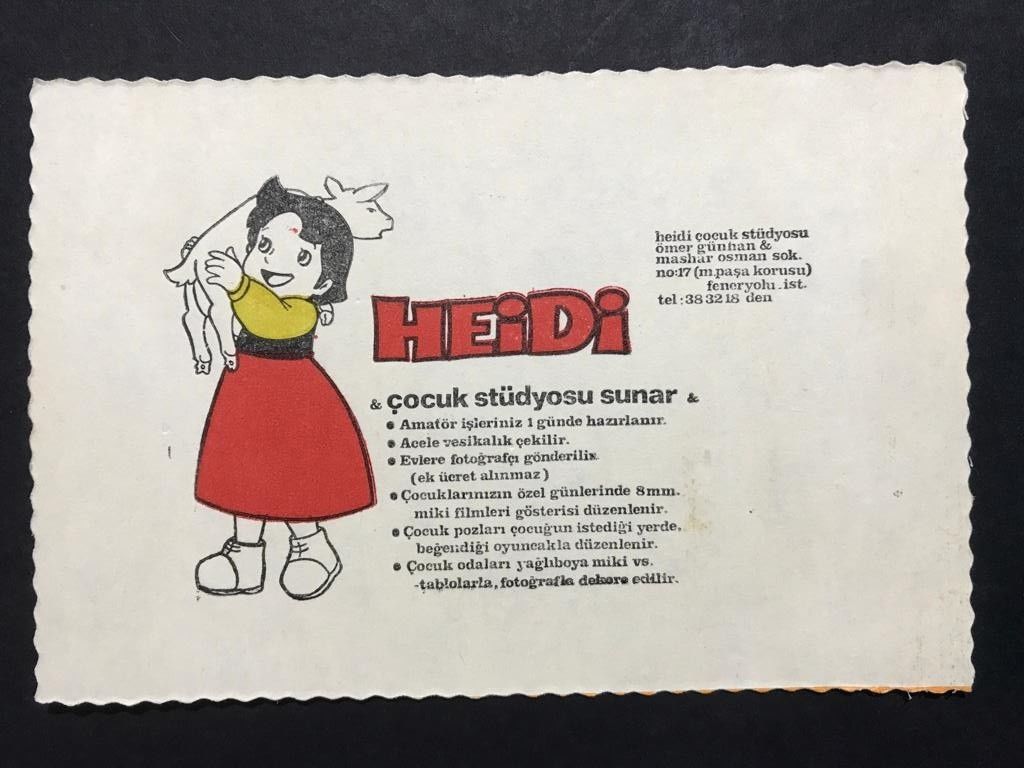 heidi çocuk stüdyosu
ömer günhan &
mashar osman sok.
no:17 (m.paşa korusu)
feneryolu .ist.
tel : 38 32 18 den
HEiDi
& çocuk stüdyosu sunar &
• Amatör işleriniz 1 günde hazırlanır.
• Acele vesikalık çekilir.
• Evlere fotoğrafçı gönderilir.
(ek ücret alınmaz)
• Çocuklarınızın özel günlerinde 8mm.
miki filmleri gösterisi düzenlenir.
• Çocuk pozları çocuğun istediği yerde,
beğendiği oyuncakla düzenlenir.
• Çocuk odaları yağlıboya miki vs.
-tablolarla, fotoğrafla dekore edilir.